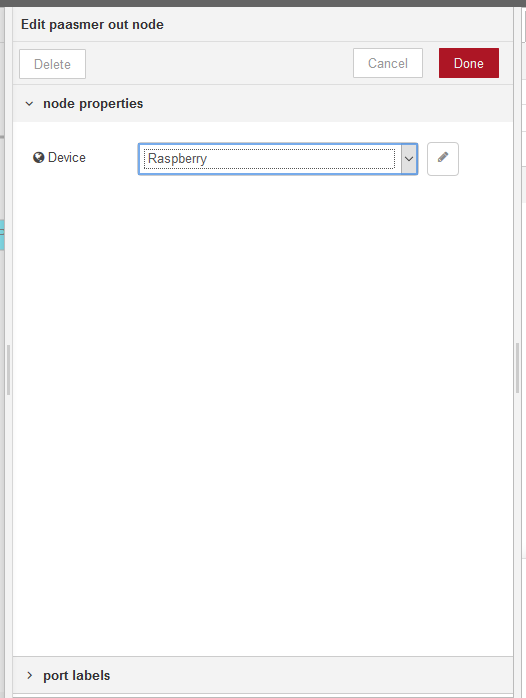 Edit paasmer out node
Delete
Cancel
Done
node properties
Device
Raspberry
port labels